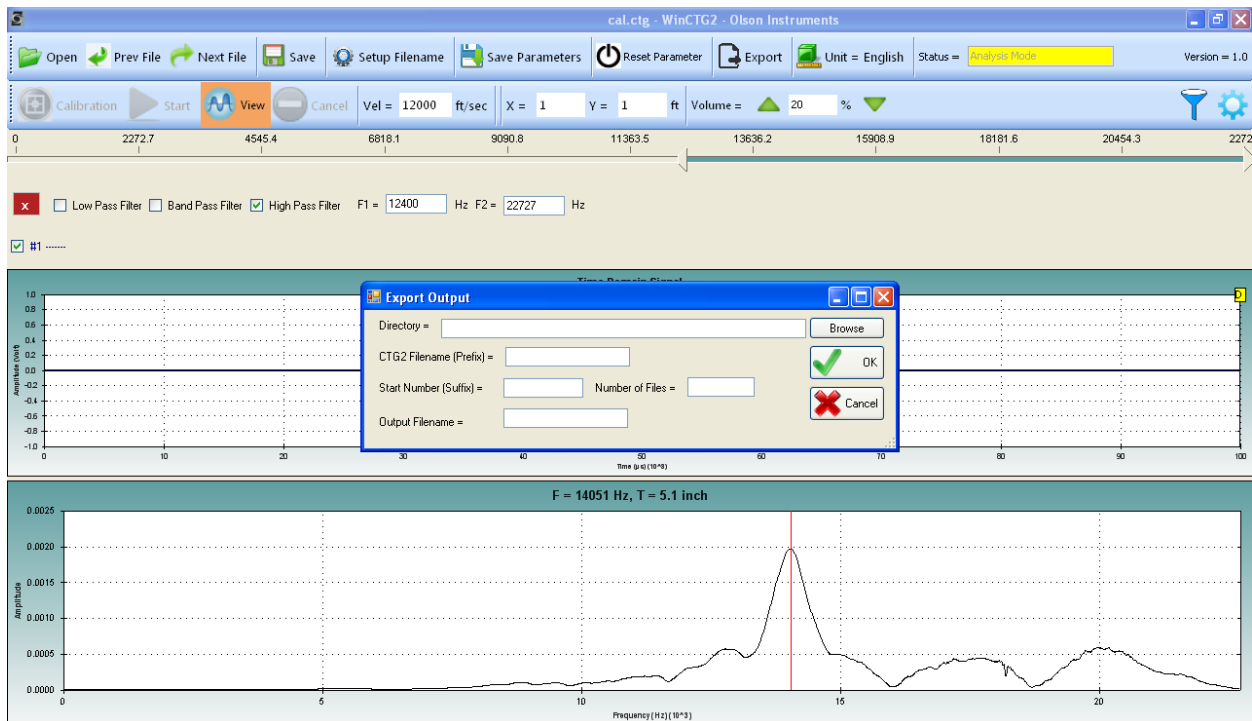 cal.ctg - WinCTG2 - Olson Instruments
Open Prev File Next File Save Setup Filename Save Parameters Reset Parameter Export Unit = English Status = Analysis Mode Version = 1.0
Calibration Start View Cancel Vel = 12000 ft/sec X = 1 Y = 1 ft Volume = 20 %
0 2272.7 4545.4 6818.1 9090.8 11363.5 13636.2 15908.9 18181.6 20454.3 2272
x Low Pass Filter Band Pass Filter High Pass Filter F1 = 12400 Hz F2 = 22727 Hz
#1 -------
Time Domain Signal
Export Output
Directory = Browse
CTG2 Filename (Prefix) = OK
Start Number (Suffix) = Number of Files = Cancel
Output Filename =
Amplitude (Volt)
1.0
0.8
0.6
0.4
0.2
0.0
-0.2
-0.4
-0.6
-0.8
-1.0
0 10 20 30 40 50 60 70 80 90 100
Time (µs) (10^3)
F = 14051 Hz, T = 5.1 inch
Amplitude
0.0025
0.0020
0.0015
0.0010
0.0005
0.0000
0 5 10 15 20
Frequency (Hz) (10^3)